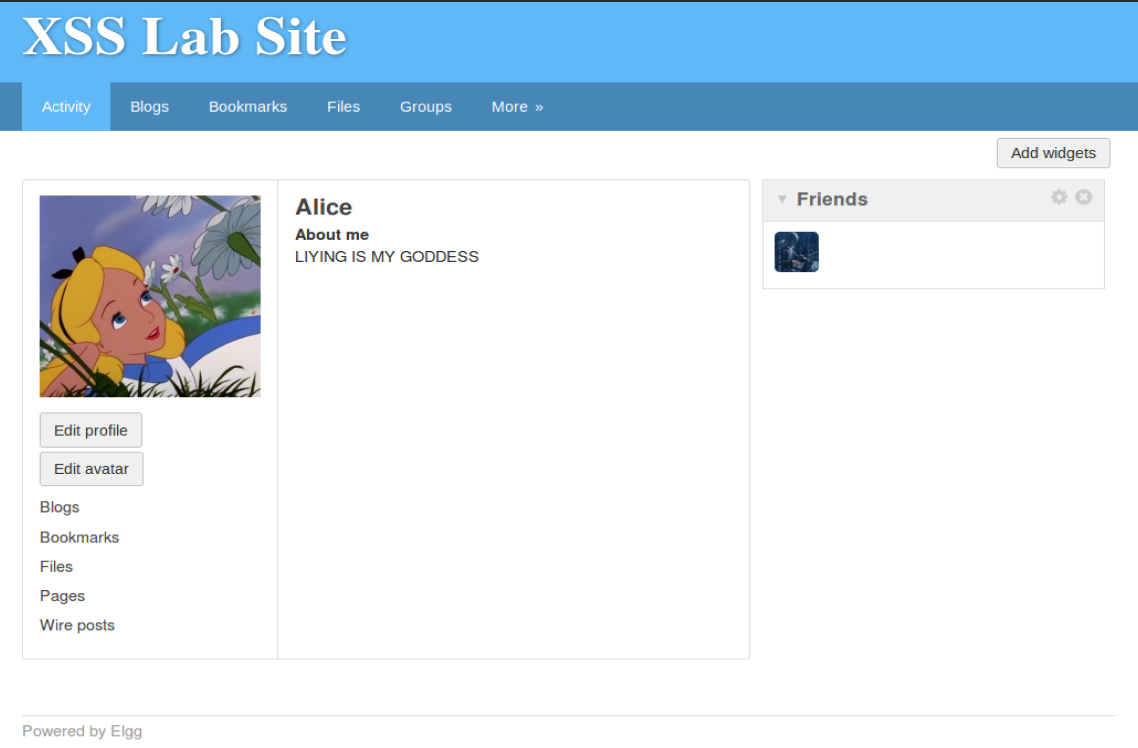 XSS Lab Site
Activity Blogs Bookmarks Files Groups More »
Add widgets
Alice
About me
LIYING IS MY GODDESS
Edit profile
Edit avatar
Blogs
Bookmarks
Files
Pages
Wire posts
Friends
Powered by Elgg